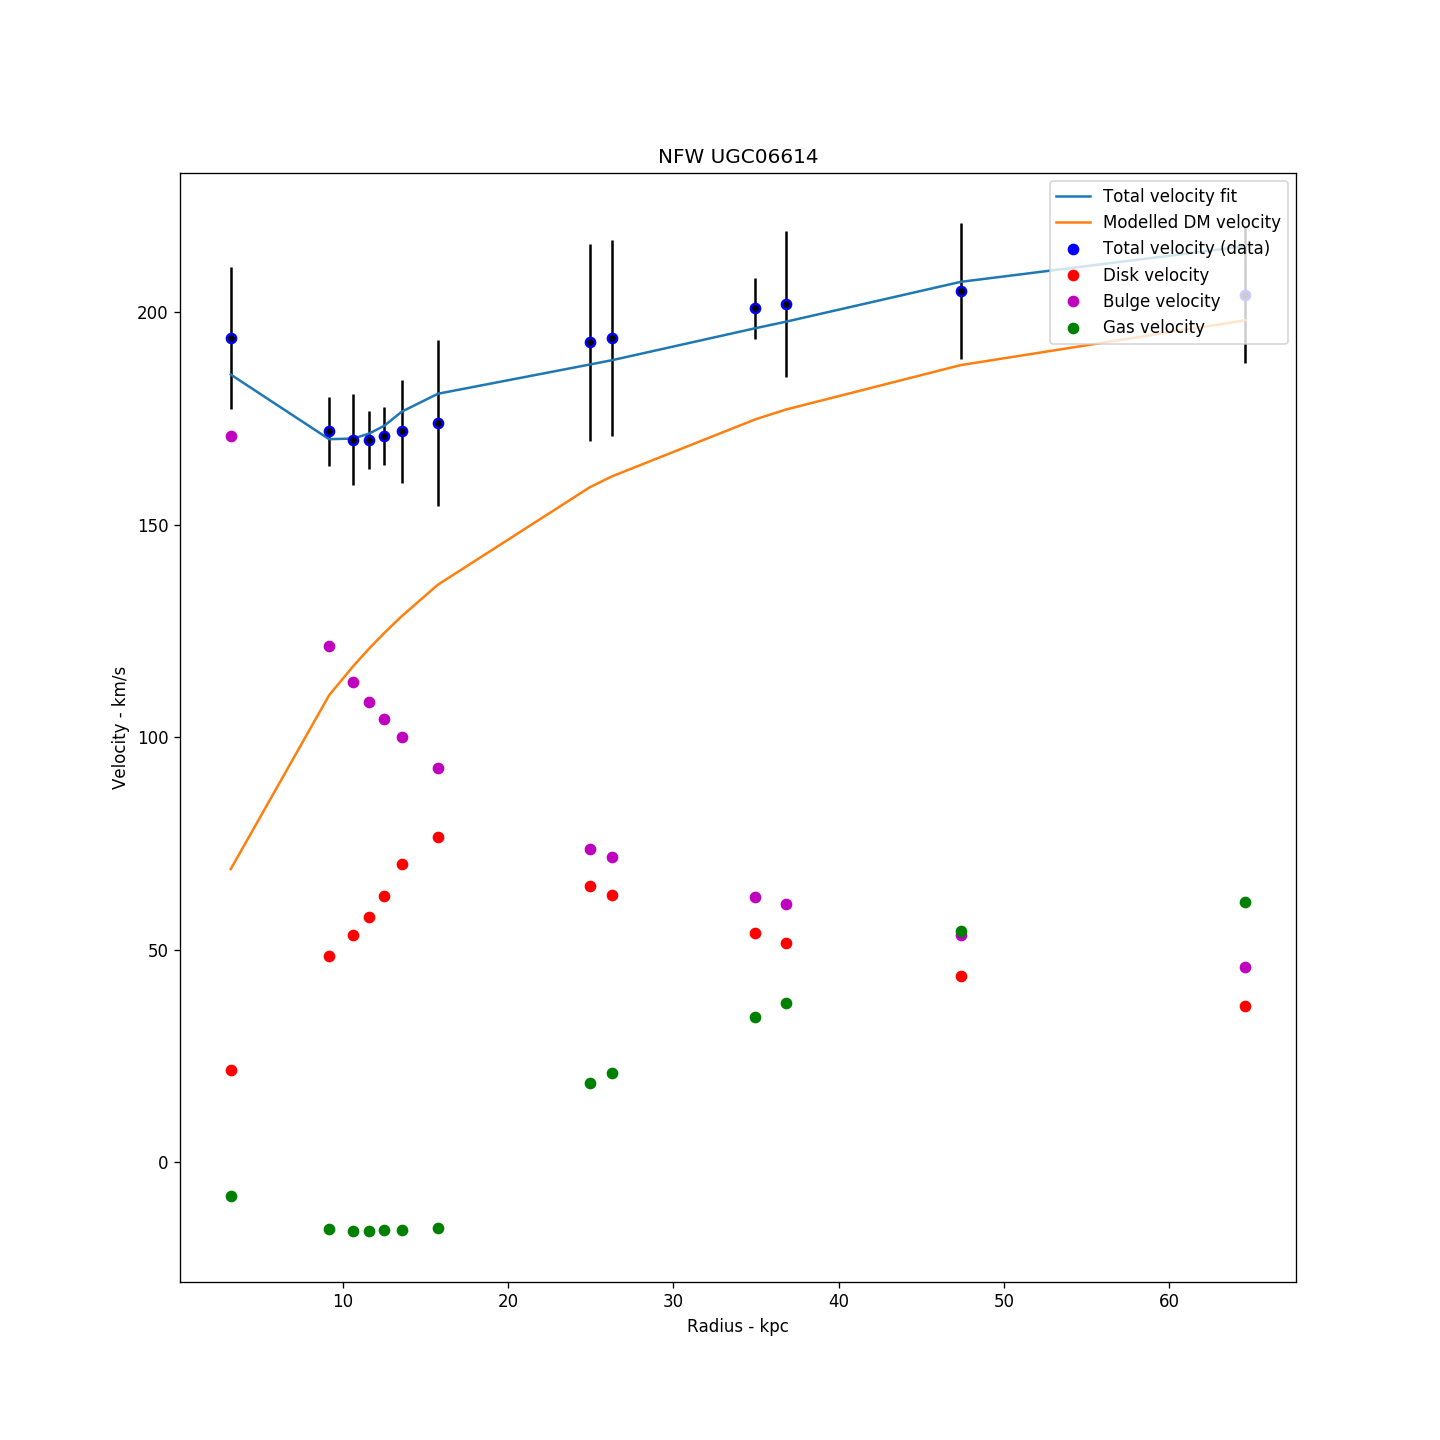 NFW UGC06614
Total velocity fit
Modelled DM velocity
Total velocity (data)
Disk velocity
Bulge velocity
Gas velocity
200
150
100
50
0
Velocity - km/s
10 20 30 40 50 60
Radius - kpc